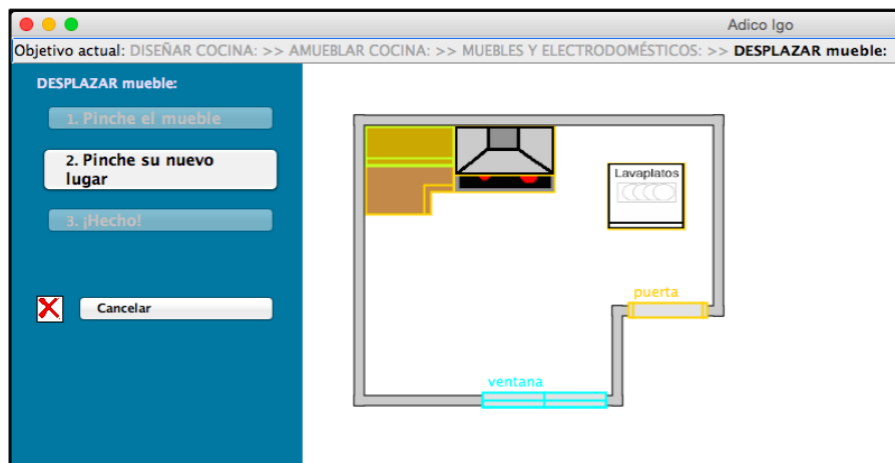 Adico Igo
Objetivo actual: DISEÑAR COCINA: >> AMUEBLAR COCINA: >> MUEBLES Y ELECTRODOMÉSTICOS: >> DESPLAZAR mueble:
DESPLAZAR mueble:
1. Pinche el mueble
2. Pinche su nuevo
lugar
3. ¡Hecho!
Cancelar
Lavaplatos
puerta
ventana